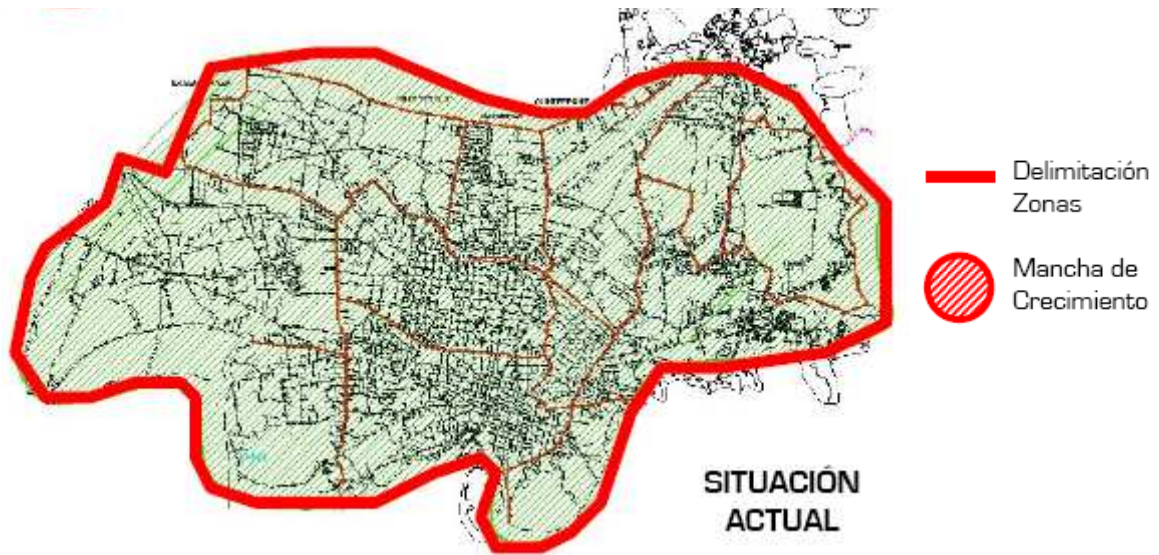 Delimitación
Zonas
Mancha de
Crecimiento
SITUACIÓN
ACTUAL